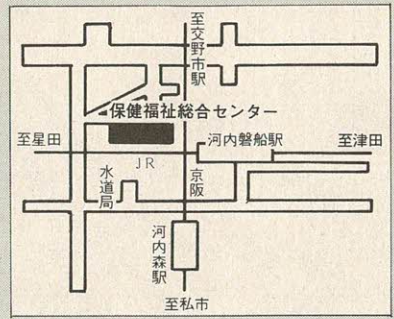 至交野市駅
保健福祉総合センター
至星田
河内磐船駅
至津田
JR
水道局
京阪
河内森駅
至私市